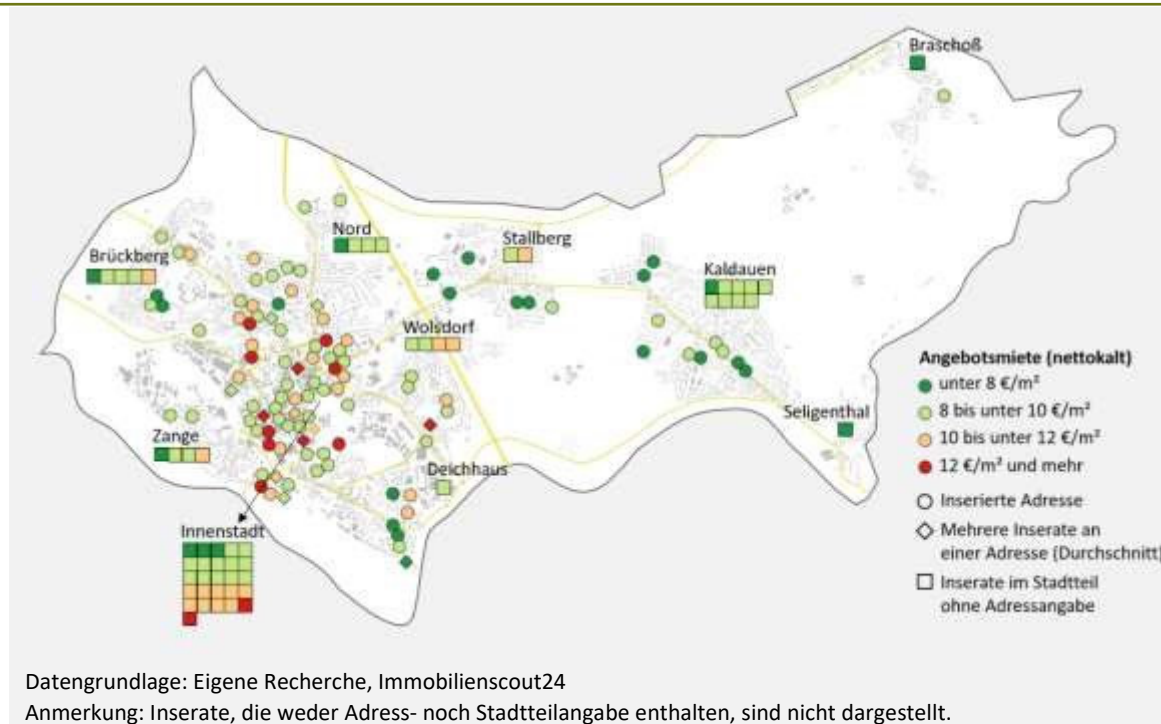 Braschoß
Nord
Stallberg
Brückberg
Kaldauen
Wolsdorf
Angebotsmiete (nettokalt)
unter 8 €/m²
8 bis unter 10 €/m²
10 bis unter 12 €/m²
12 €/m² und mehr
Seligenthal
Zange
Deichhaus
Inserierte Adresse
Mehrere Inserate an
einer Adresse (Durchschnitt)
Innenstadt
Inserate im Stadtteil
ohne Adressangabe
Datengrundlage: Eigene Recherche, Immobilienscout24
Anmerkung: Inserate, die weder Adress- noch Stadtteilangabe enthalten, sind nicht dargestellt.